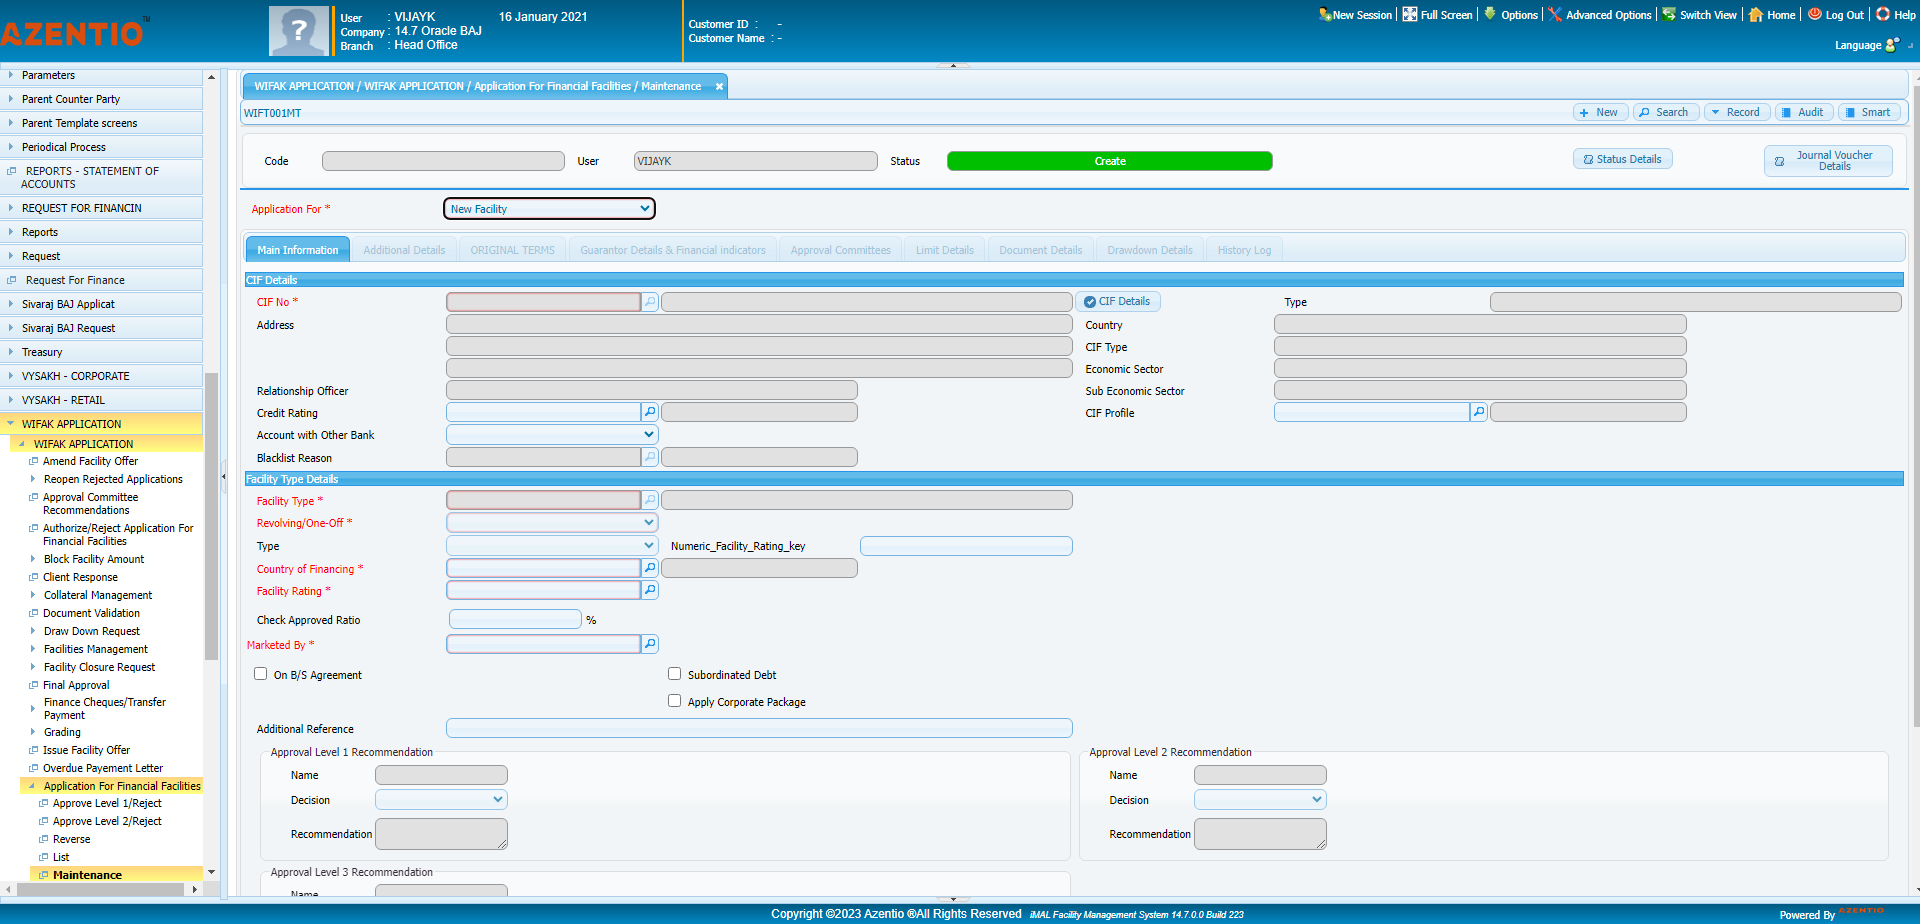 AZENTIO™
User : VIJAYK 16 January 2021
Company : 14.7 Oracle BAJ
Branch : Head Office
Customer ID : -
Customer Name : -
New Session Full Screen Options Advanced Options Switch View Home Log Out Help
Language
Parameters
Parent Counter Party
Parent Template screens
Periodical Process
REPORTS - STATEMENT OF
ACCOUNTS
REQUEST FOR FINANCIN
Reports
Request
Request For Finance
Sivaraj BAJ Applicat
Sivaraj BAJ Request
Treasury
VYSAKH - CORPORATE
VYSAKH - RETAIL
WIFAK APPLICATION
WIFAK APPLICATION
Amend Facility Offer
Reopen Rejected Applications
Approval Committee
Recommendations
Authorize/Reject Application For
Financial Facilities
Block Facility Amount
Client Response
Collateral Management
Document Validation
Draw Down Request
Facilities Management
Facility Closure Request
Final Approval
Finance Cheques/Transfer
Payment
Grading
Issue Facility Offer
Overdue Payement Letter
Application For Financial Facilities
Approve Level 1/Reject
Approve Level 2/Reject
Reverse
List
Maintenance
WIFAK APPLICATION / WIFAK APPLICATION / Application For Financial Facilities / Maintenance
WIFT001MT
New Search Record Audit Smart
Code User VIJAYK Status Create
Status Details
Journal Voucher
Details
Application For * New Facility
Main Information Additional Details ORIGINAL TERMS Guarantor Details & Financial indicators Approval Committees Limit Details Document Details Drawdown Details History Log
CIF Details
CIF No * CIF Details Type
Address Country
CIF Type
Economic Sector
Relationship Officer Sub Economic Sector
Credit Rating CIF Profile
Account with Other Bank
Blacklist Reason
Facility Type Details
Facility Type *
Revolving/One-Off *
Type Numeric_Facility_Rating_key
Country of Financing *
Facility Rating *
Check Approved Ratio %
Marketed By *
On B/S Agreement Subordinated Debt
Apply Corporate Package
Additional Reference
Approval Level 1 Recommendation Approval Level 2 Recommendation
Name Name
Decision Decision
Recommendation Recommendation
Approval Level 3 Recommendation
Name
Copyright ©2023 Azentio ®All Rights Reserved iMAL Facility Management System 14.7.0.0 Build 223
Powered By AZENTIO